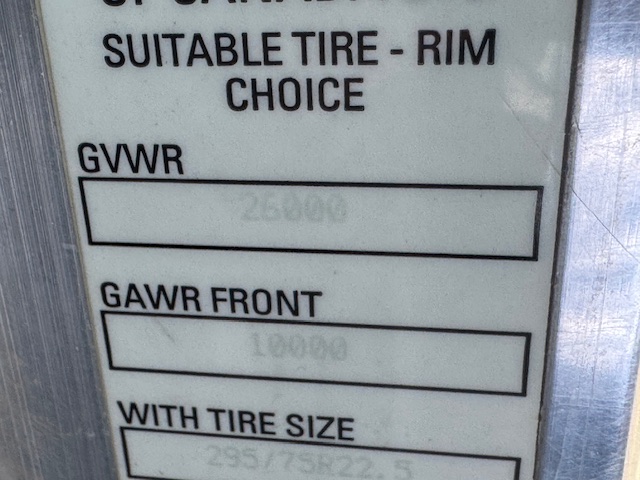 SUITABLE TIRE - RIM
CHOICE
GVWR
26000
GAWR FRONT
10000
WITH TIRE SIZE
295/75R22.5